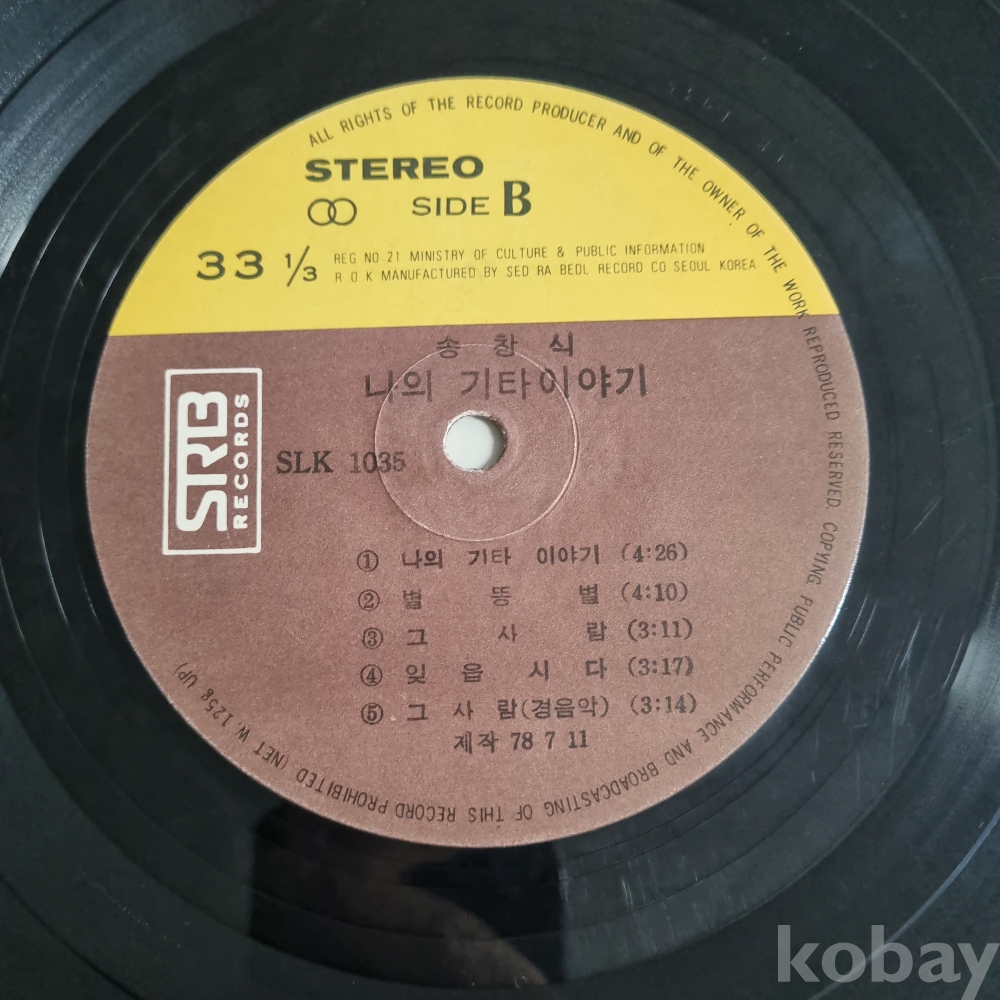 ALL RIGHTS OF THE RECORD PRODUCER AND OF THE OWNER OF THE WORK REPRODUCED RESERVED. COPYING PUBLIC PERFORMANCE AND BROADCASTING OF THIS RECORD PROHIBITED (NET W. 125g UP)
STEREO
SIDE B
33 1/3
REG NO 21 MINISTRY OF CULTURE & PUBLIC INFORMATION
R O K MANUFACTURED BY SED RA BEDL RECORD CO SEOUL KOREA
송 창 식
나의 기타이야기
SRB RECORDS
SLK 1035
① 나의 기타 이야기 (4:26)
② 별 똥 별 (4:10)
③ 그 사 람 (3:11)
④ 잊 읍 시 다 (3:17)
⑤ 그 사 람(경음악) (3:14)
제작 78 7 11
kobay